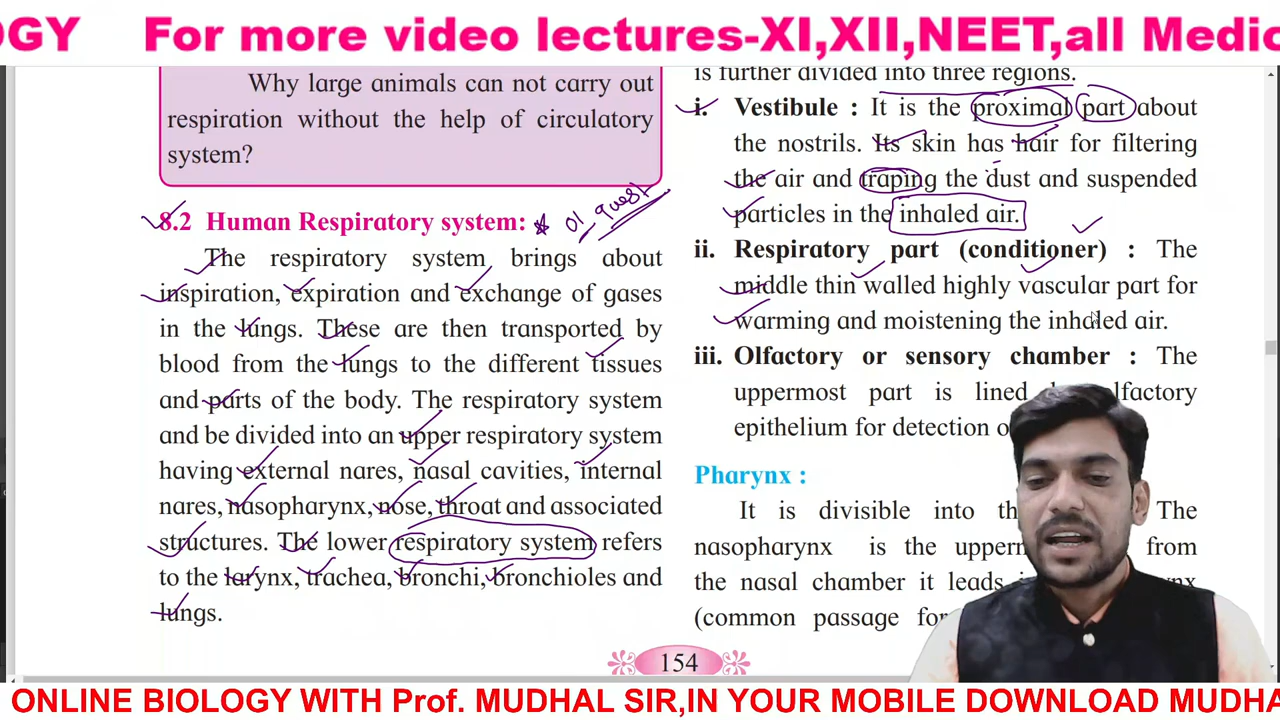 OGY For more video lectures-XI,XII,NEET,all Medic
Why large animals can not carry out
respiration without the help of circulatory
system?
8.2 Human Respiratory system: 01 quest
The respiratory system brings about
inspiration, expiration and exchange of gases
in the lungs. These are then transported by
blood from the lungs to the different tissues
and parts of the body. The respiratory system
and be divided into an upper respiratory system
having external nares, nasal cavities, internal
nares, nasopharynx, nose, throat and associated
structures. The lower respiratory system refers
to the larynx, trachea, bronchi, bronchioles and
lungs.
is further divided into three regions.
i. Vestibule : It is the proximal part about
the nostrils. Its skin has hair for filtering
the air and traping the dust and suspended
particles in the inhaled air.
ii. Respiratory part (conditioner) : The
middle thin walled highly vascular part for
warming and moistening the inhaled air.
iii. Olfactory or sensory chamber : The
uppermost part is lined olfactory
epithelium for detection
Pharynx :
It is divisible into The
nasopharynx is the from
the nasal chamber it leads
(common passage
154
ONLINE BIOLOGY WITH Prof. MUDHAL SIR,IN YOUR MOBILE DOWNLOAD MUDHA